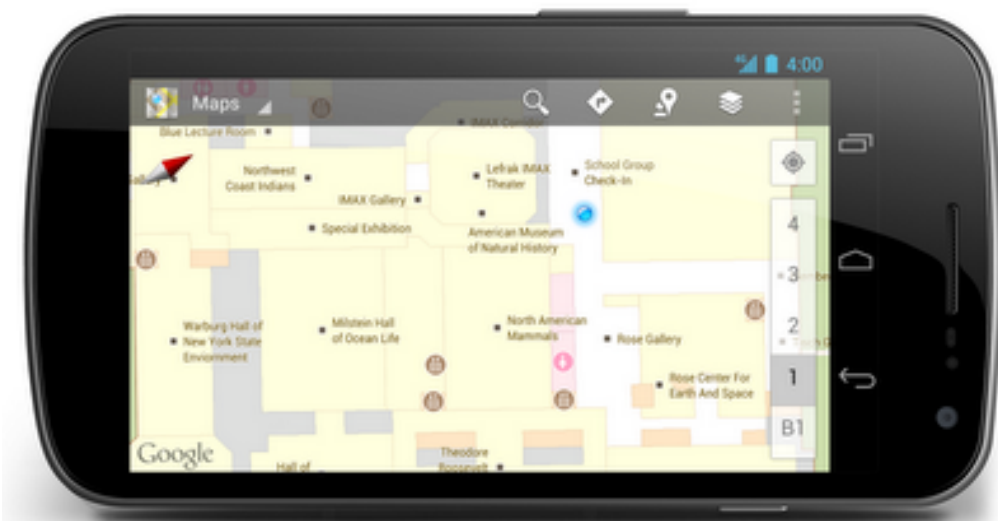 4G 4:00
Maps
IMAX Corridor
Blue Lecture Room
Gallery
Northwest
Coast Indians
Lefrak IMAX
Theater
School Group
Check-In
IMAX Gallery
Special Exhibition
American Museum
of Natural History
4
3
2
1
B1
Warburg Hall of
New York State
Enviornment
Milstein Hall
of Ocean Life
North American
Mammals
Rose Gallery
Rose Center For
Earth And Space
Google
Hall of
Theodore
Roosevelt